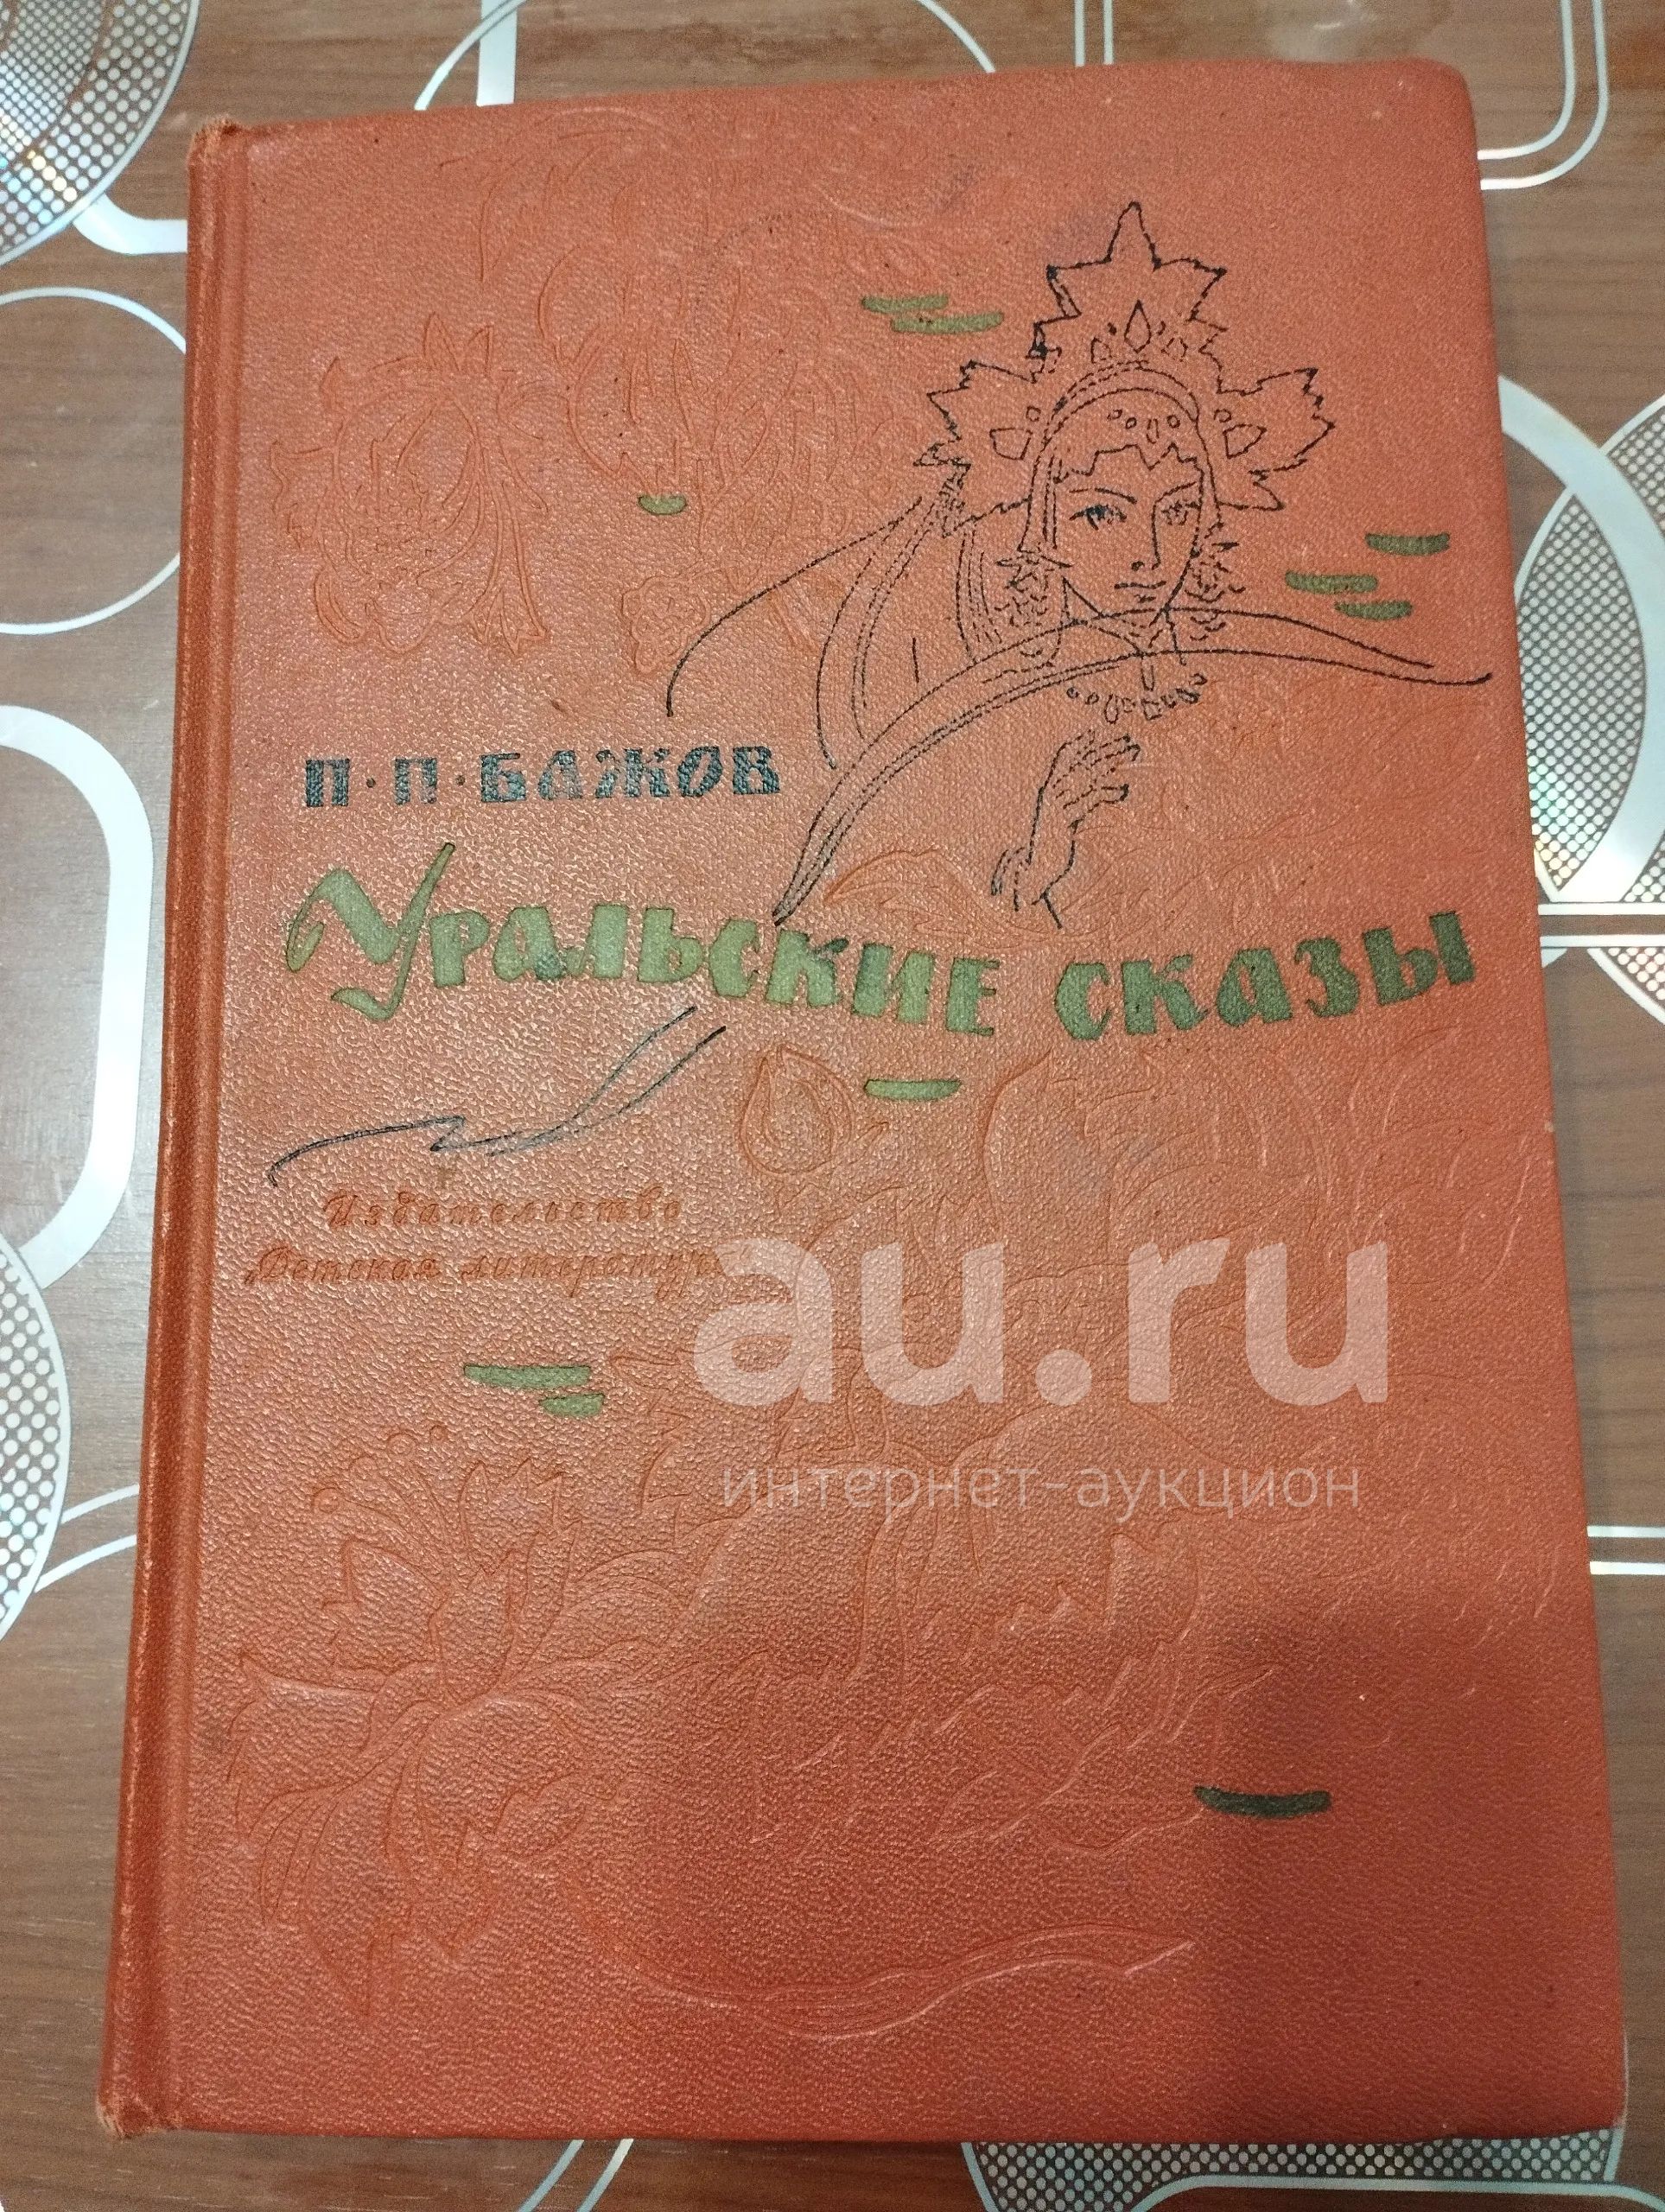 П·П·БАЖОВ
Уральские сказы
Издательство
„Детская литература"
au.ru
интернет-аукцион